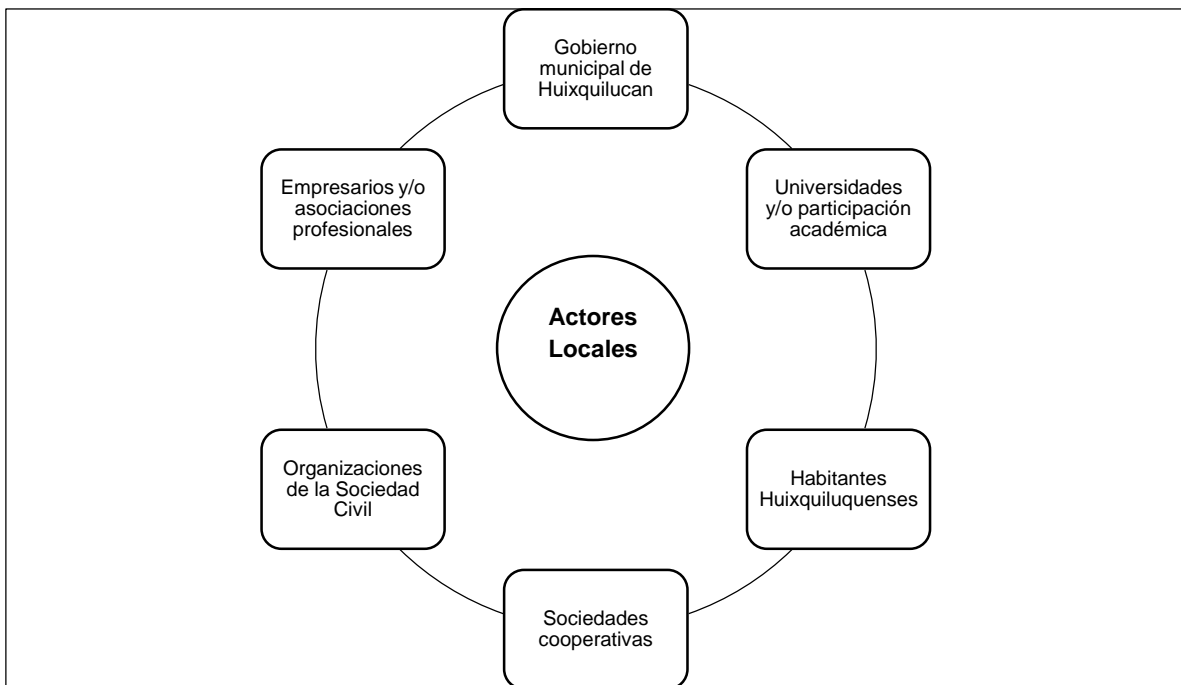 Gobierno
municipal de
Huixquilucan
Empresarios y/o
asociaciones
profesionales
Universidades
y/o participación
académica
Actores
Locales
Organizaciones
de la Sociedad
Civil
Habitantes
Huixquiluquenses
Sociedades
cooperativas